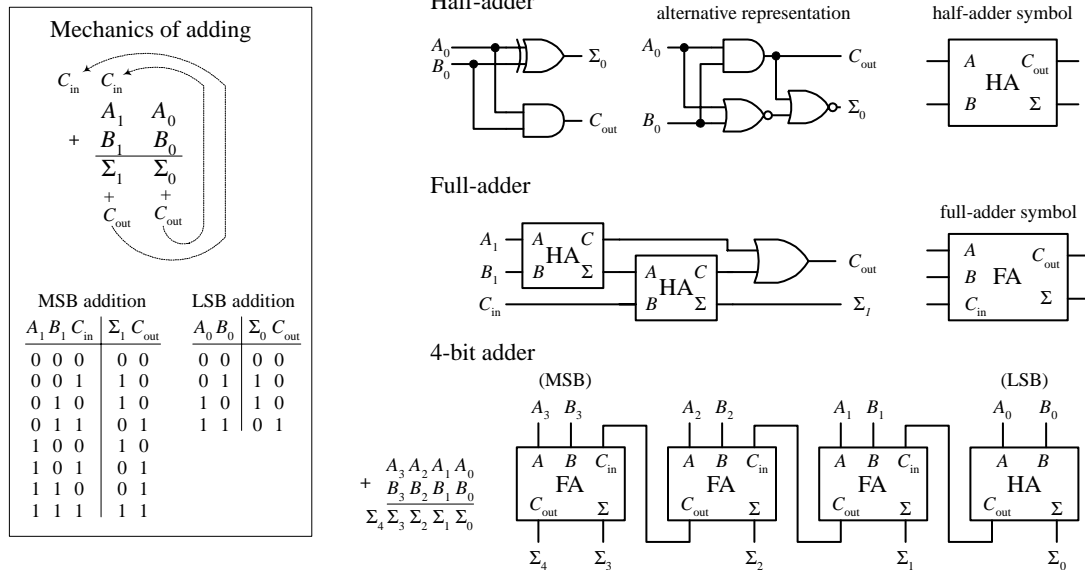 Mechanics of adding
C_in C_in
A_1 A_0
+ B_1 B_0
Σ_1 Σ_0
+ +
C_out C_out
MSB addition
A_1 B_1 C_in Σ_1 C_out
0 0 0 0 0
0 0 1 1 0
0 1 0 1 0
0 1 1 0 1
1 0 0 1 0
1 0 1 0 1
1 1 0 0 1
1 1 1 1 1
LSB addition
A_0 B_0 Σ_0 C_out
0 0 0 0
0 1 1 0
1 0 1 0
1 1 0 1
Half-adder
A_0
B_0
Σ_0
C_out
alternative representation
A_0
B_0
C_out
Σ_0
half-adder symbol
A C_out
HA
B Σ
Full-adder
A_1
B_1
C_in
A C
HA
B Σ
A C
HA
B Σ
C_out
Σ_1
full-adder symbol
A C_out
B FA
C_in Σ
4-bit adder
A_3 A_2 A_1 A_0
+ B_3 B_2 B_1 B_0
Σ_4 Σ_3 Σ_2 Σ_1 Σ_0
(MSB) (LSB)
A_3 B_3 A_2 B_2 A_1 B_1 A_0 B_0
A B C_in A B C_in A B C_in A B
FA FA FA HA
C_out Σ C_out Σ C_out Σ C_out Σ
Σ_4 Σ_3 Σ_2 Σ_1 Σ_0